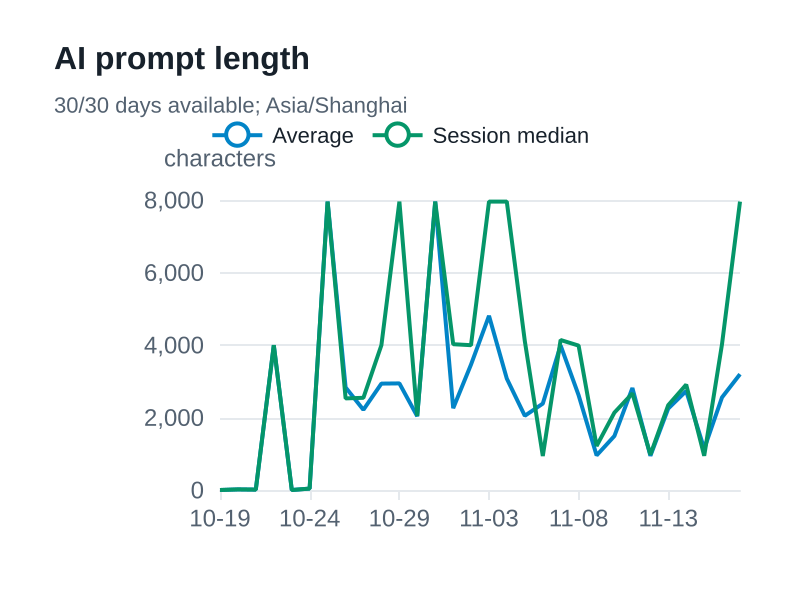 AI prompt length
30/30 days available; Asia/Shanghai
Average Session median
characters
8,000
6,000
4,000
2,000
0
10-19 10-24 10-29 11-03 11-08 11-13